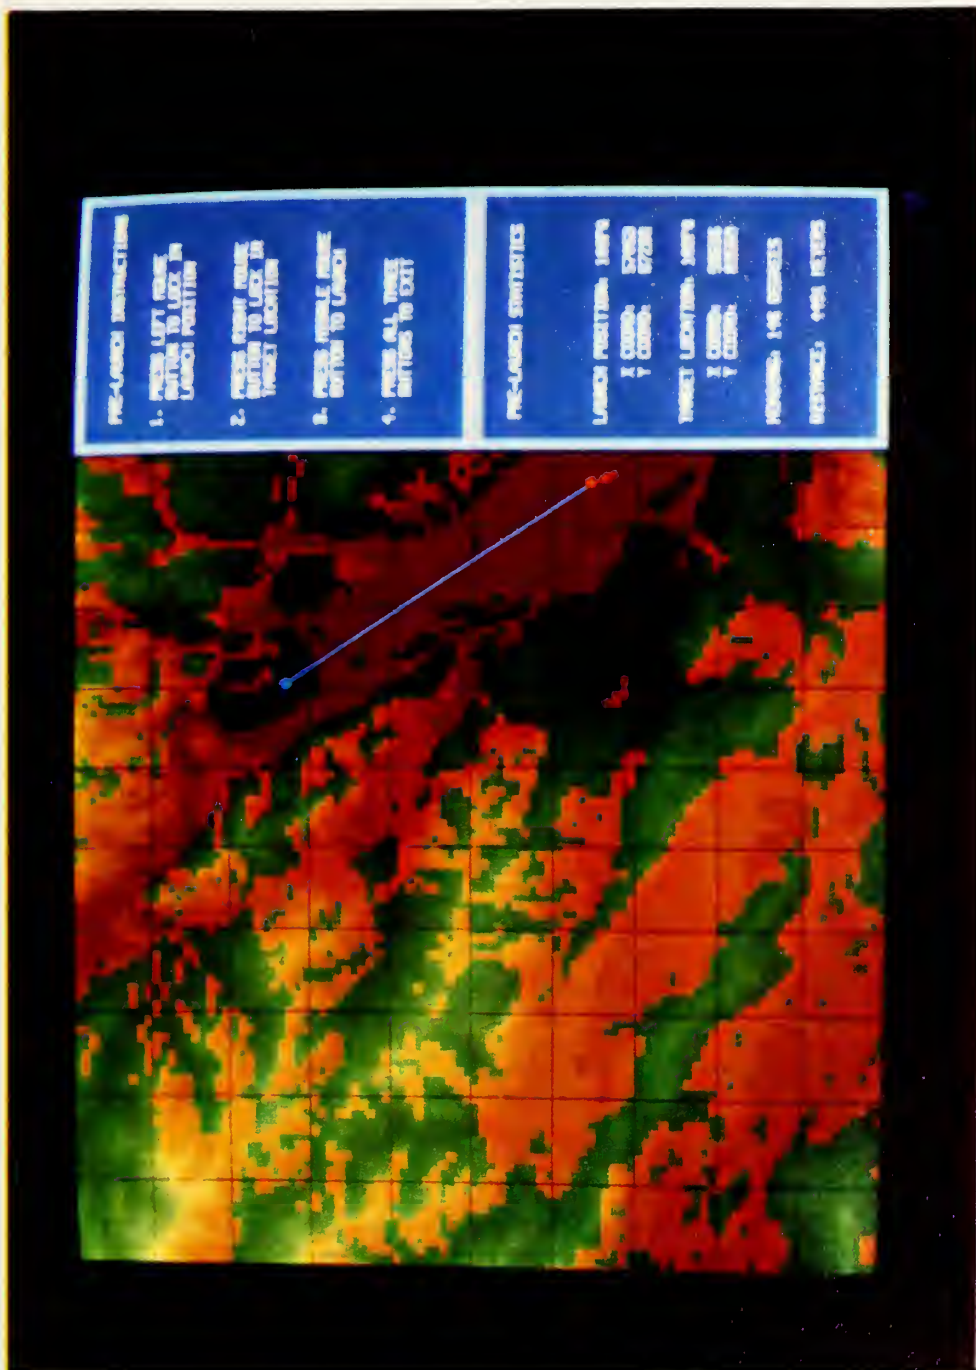 PRE-LAUNCH INSTRUCTIONS
1. PRESS LEFT MOUSE
BUTTON TO LOCK IN
LAUNCH POSITION
2. PRESS RIGHT MOUSE
BUTTON TO LOCK IN
TARGET LOCATION
3. PRESS MIDDLE MOUSE
BUTTON TO LAUNCH
4. PRESS ALL THREE
BUTTONS TO EXIT
PRE-LAUNCH STATISTICS
LAUNCH POSITION:
X COORD:
Y COORD:
TARGET LOCATION:
X COORD:
Y COORD:
DEGREES
DISTANCE: METERS